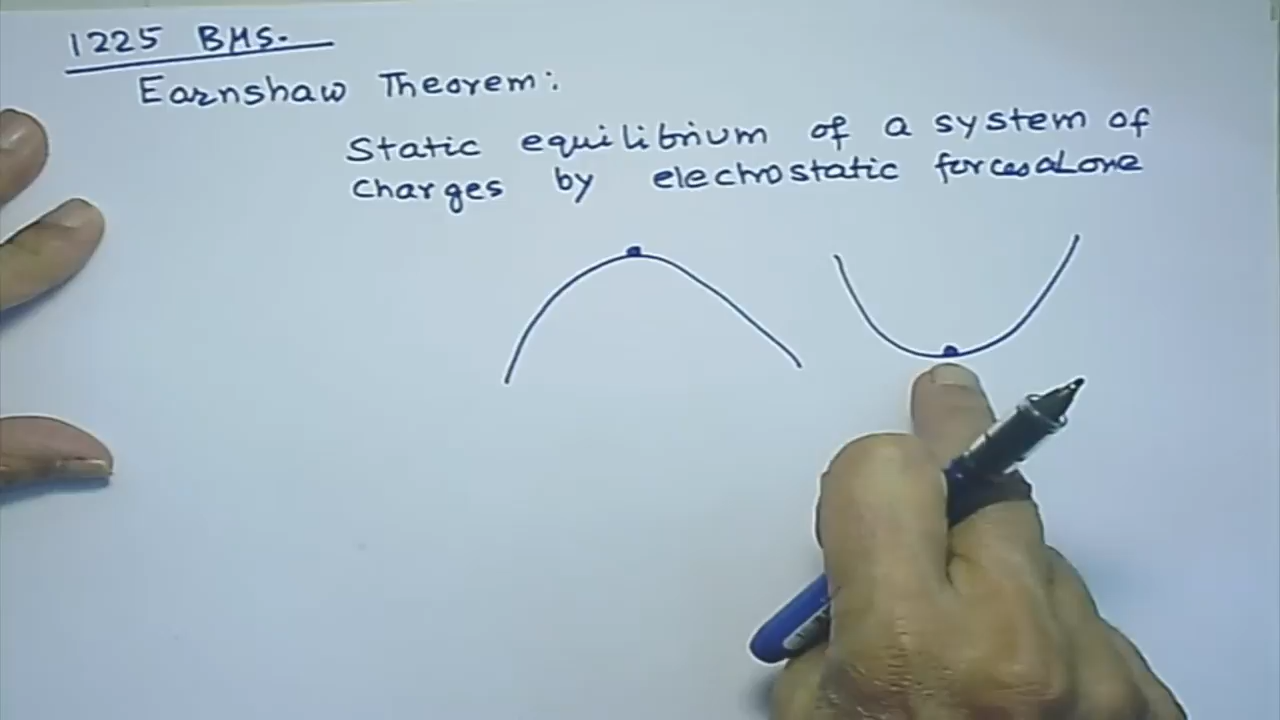 1225 BMS.
Earnshaw Theorem:
Static equilibrium of a system of
charges by electrostatic forces alone